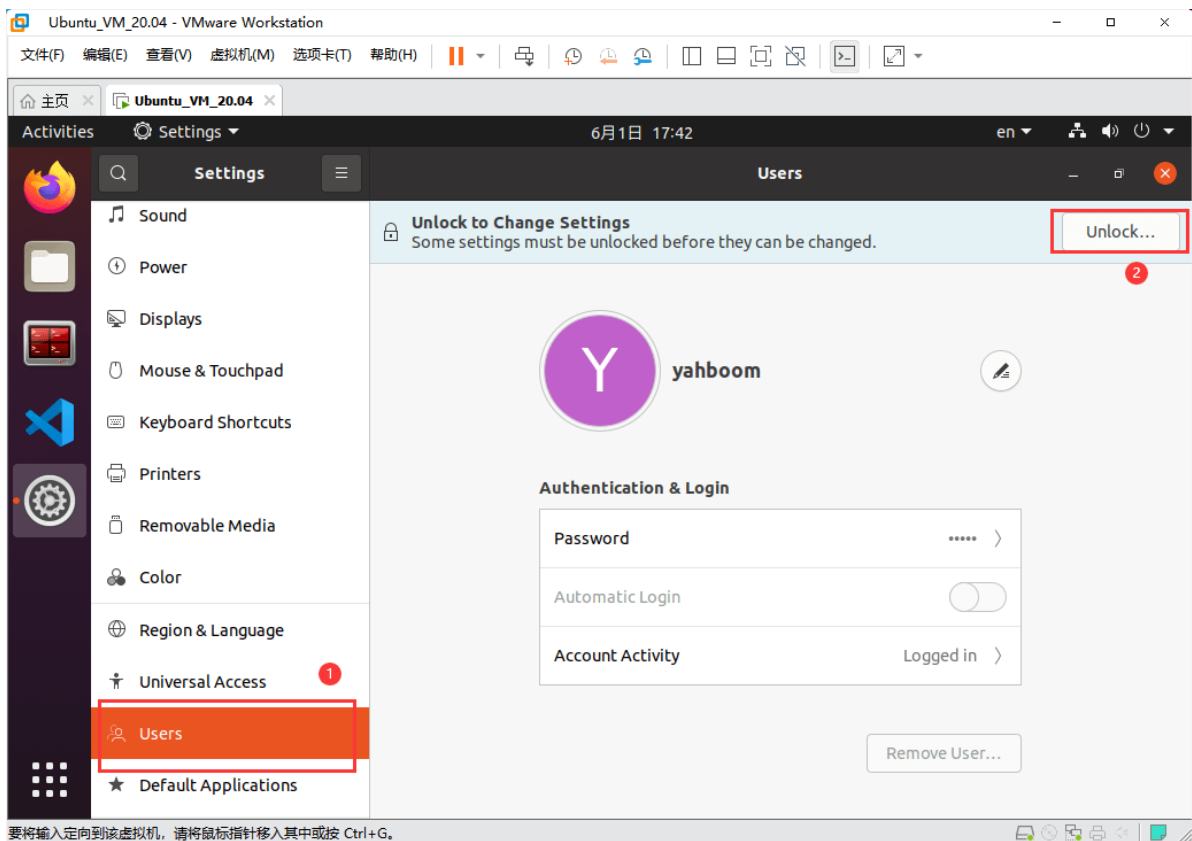 Ubuntu_VM_20.04 - VMware Workstation
文件(F) 编辑(E) 查看(V) 虚拟机(M) 选项卡(T) 帮助(H)
主页 Ubuntu_VM_20.04
Activities Settings 6月1日 17:42 en
Settings Users
Sound
Unlock to Change Settings
Some settings must be unlocked before they can be changed.
Unlock...
2
Power
Displays
Mouse & Touchpad
Y yahboom
Keyboard Shortcuts
Printers
Authentication & Login
Removable Media
Password •••••
Color
Automatic Login
Region & Language
Account Activity Logged in
Universal Access
1
Users
Remove User...
Default Applications
要将输入定向到该虚拟机，请将鼠标指针移入其中或按 Ctrl+G。